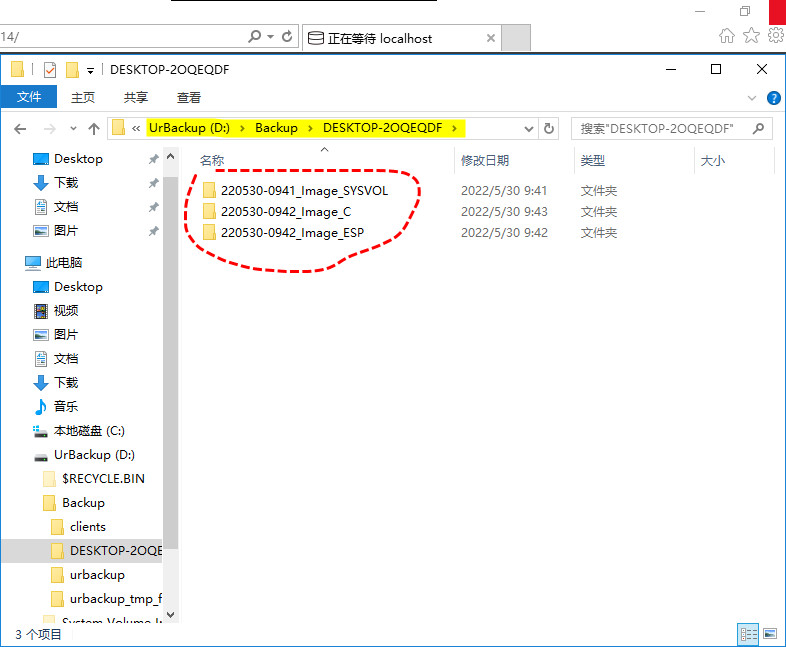 14/
正在等待 localhost
DESKTOP-2OQEQDF
文件 主页 共享 查看
« UrBackup (D:) › Backup › DESKTOP-2OQEQDF ›
搜索"DESKTOP-2OQEQDF"
名称 修改日期 类型 大小
220530-0941_Image_SYSVOL 2022/5/30 9:41 文件夹
220530-0942_Image_C 2022/5/30 9:43 文件夹
220530-0942_Image_ESP 2022/5/30 9:42 文件夹
Desktop
下载
文档
图片
此电脑
Desktop
视频
图片
文档
下载
音乐
本地磁盘 (C:)
UrBackup (D:)
$RECYCLE.BIN
Backup
clients
DESKTOP-2OQE
urbackup
urbackup_tmp_f
System Volume I
3 个项目